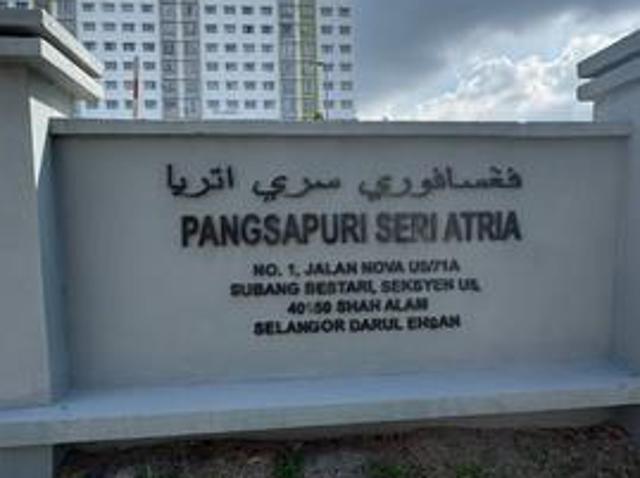 ڤڠساڤوري سري اتريا
PANGSAPURI SERI ATRIA
NO. 1, JALAN NOVA U5/71A
SUBANG BESTARI, SEKSYEN U5,
40150 SHAH ALAM
SELANGOR DARUL EHSAN